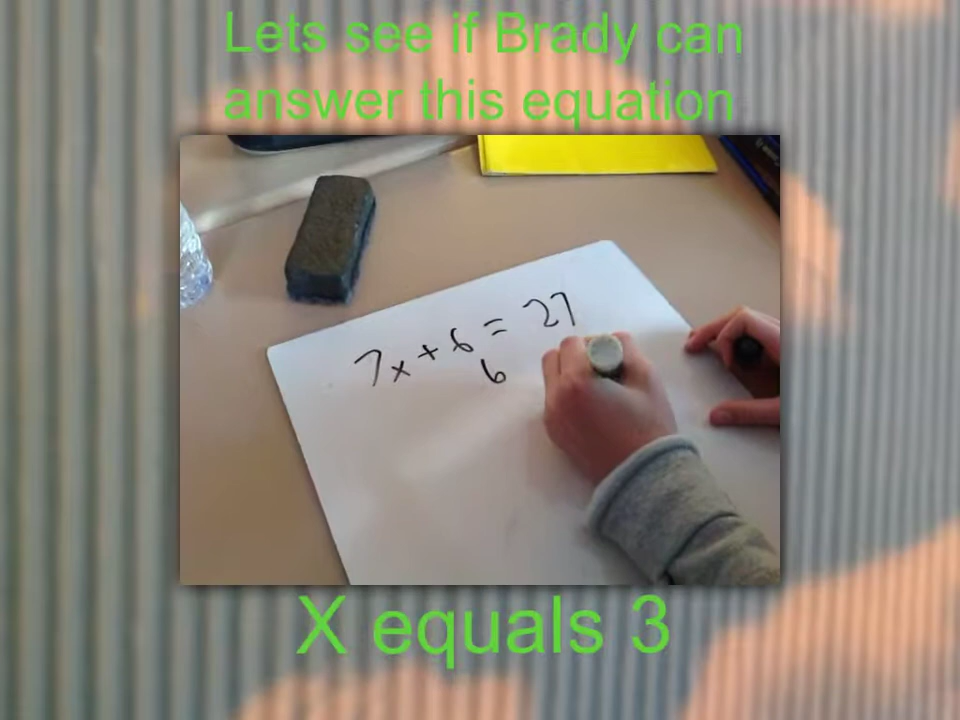 Lets see if Brady can
answer this equation
7x + 6 = 27
6
X equals 3